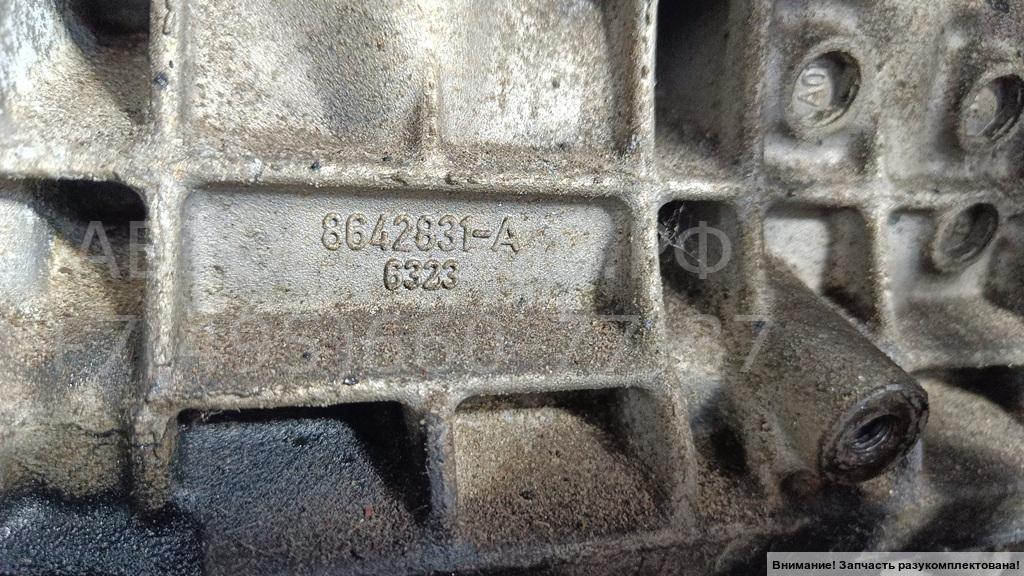 A0
8642831-A
6323
Внимание! Запчасть разукомплектована!